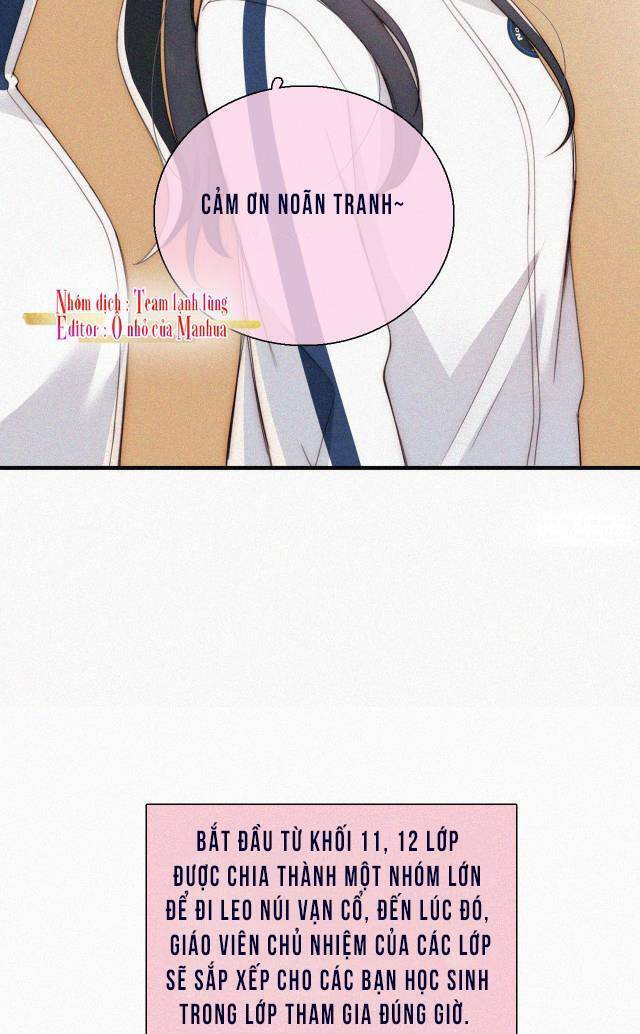 CẢM ƠN NOÃN TRANH~
Nhóm dịch : Team lạnh lùng
Editor : Ô nhỏ của Manhua
BẮT ĐẦU TỪ KHỐI 11, 12 LỚP
ĐƯỢC CHIA THÀNH MỘT NHÓM LỚN
ĐỂ ĐI LEO NÚI VẠN CỔ, ĐẾN LÚC ĐÓ,
GIÁO VIÊN CHỦ NHIỆM CỦA CÁC LỚP
SẼ SẮP XẾP CHO CÁC BẠN HỌC SINH
TRONG LỚP THAM GIA ĐÚNG GIỜ.